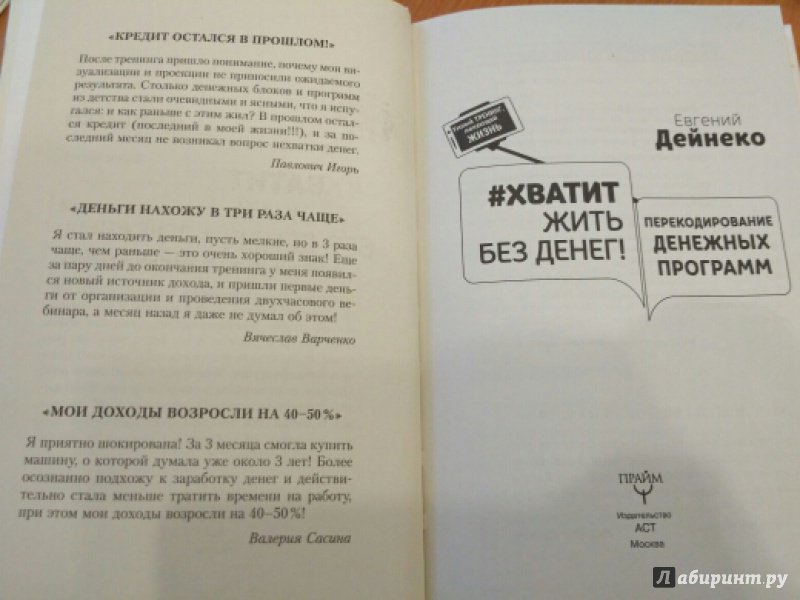 «КРЕДИТ ОСТАЛСЯ В ПРОШЛОМ!»
После тренинга пришло понимание, почему мои ви-
зуализации и проекции не приносили ожидаемого
результата. Столько денежных блоков и программ
из детства стали очевидными и ясными, что я испу-
гался: и как раньше с этим жил? В прошлом остал-
ся кредит (последний в моей жизни!!!), и за по-
следний месяц не возникал вопрос нехватки денег.
Павлович Игорь
«ДЕНЬГИ НАХОЖУ В ТРИ РАЗА ЧАЩЕ»
Я стал находить деньги, пусть мелкие, но в 3 раза
чаще, чем раньше — это очень хороший знак! Еще
за пару дней до окончания тренинга у меня появил-
ся новый источник дохода, и пришли первые день-
ги от организации и проведения двухчасового ве-
бинара, а месяц назад я даже не думал об этом!
Вячеслав Варченко
«МОИ ДОХОДЫ ВОЗРОСЛИ НА 40–50%»
Я приятно шокирована! За 3 месяца смогла купить
машину, о которой думала уже около 3 лет! Более
осознанно подхожу к заработку денег и действи-
тельно стала меньше тратить времени на работу,
при этом мои доходы возросли на 40–50%!
Валерия Сасина
Евгений
Дейнеко
ТРЕНИНГ,
ЖИЗНЬ
#ХВАТИТ
ЖИТЬ
БЕЗ ДЕНЕГ!
ПЕРЕКОДИРОВАНИЕ
ДЕНЕЖНЫХ
ПРОГРАММ
ПРАЙМ
Издательство
АСТ
Москва
Лабиринт.ру